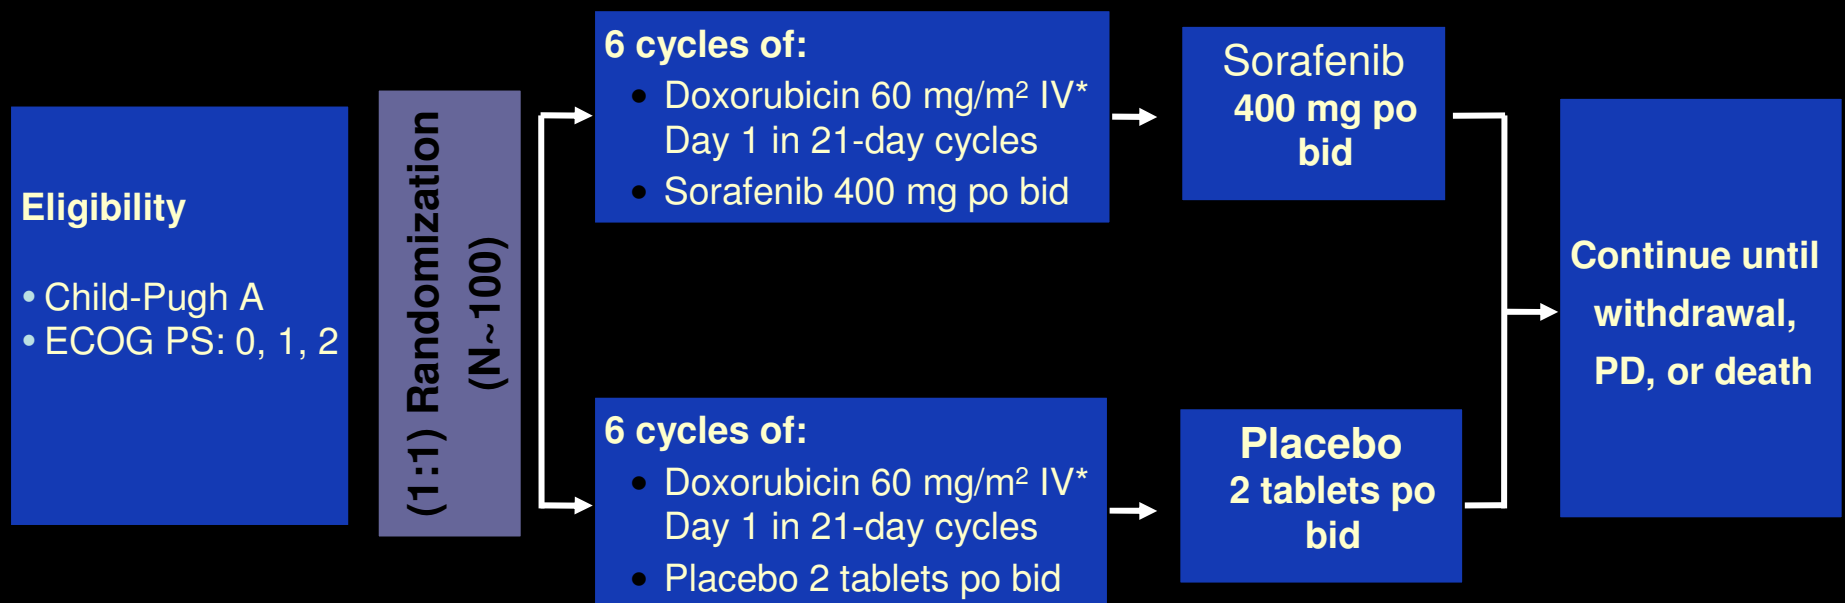 Eligibility
• Child-Pugh A
• ECOG PS: 0, 1, 2
(1:1) Randomization
(N~100)
6 cycles of:
• Doxorubicin 60 mg/m² IV*
Day 1 in 21-day cycles
• Sorafenib 400 mg po bid
Sorafenib
400 mg po
bid
6 cycles of:
• Doxorubicin 60 mg/m² IV*
Day 1 in 21-day cycles
• Placebo 2 tablets po bid
Placebo
2 tablets po
bid
Continue until
withdrawal,
PD, or death